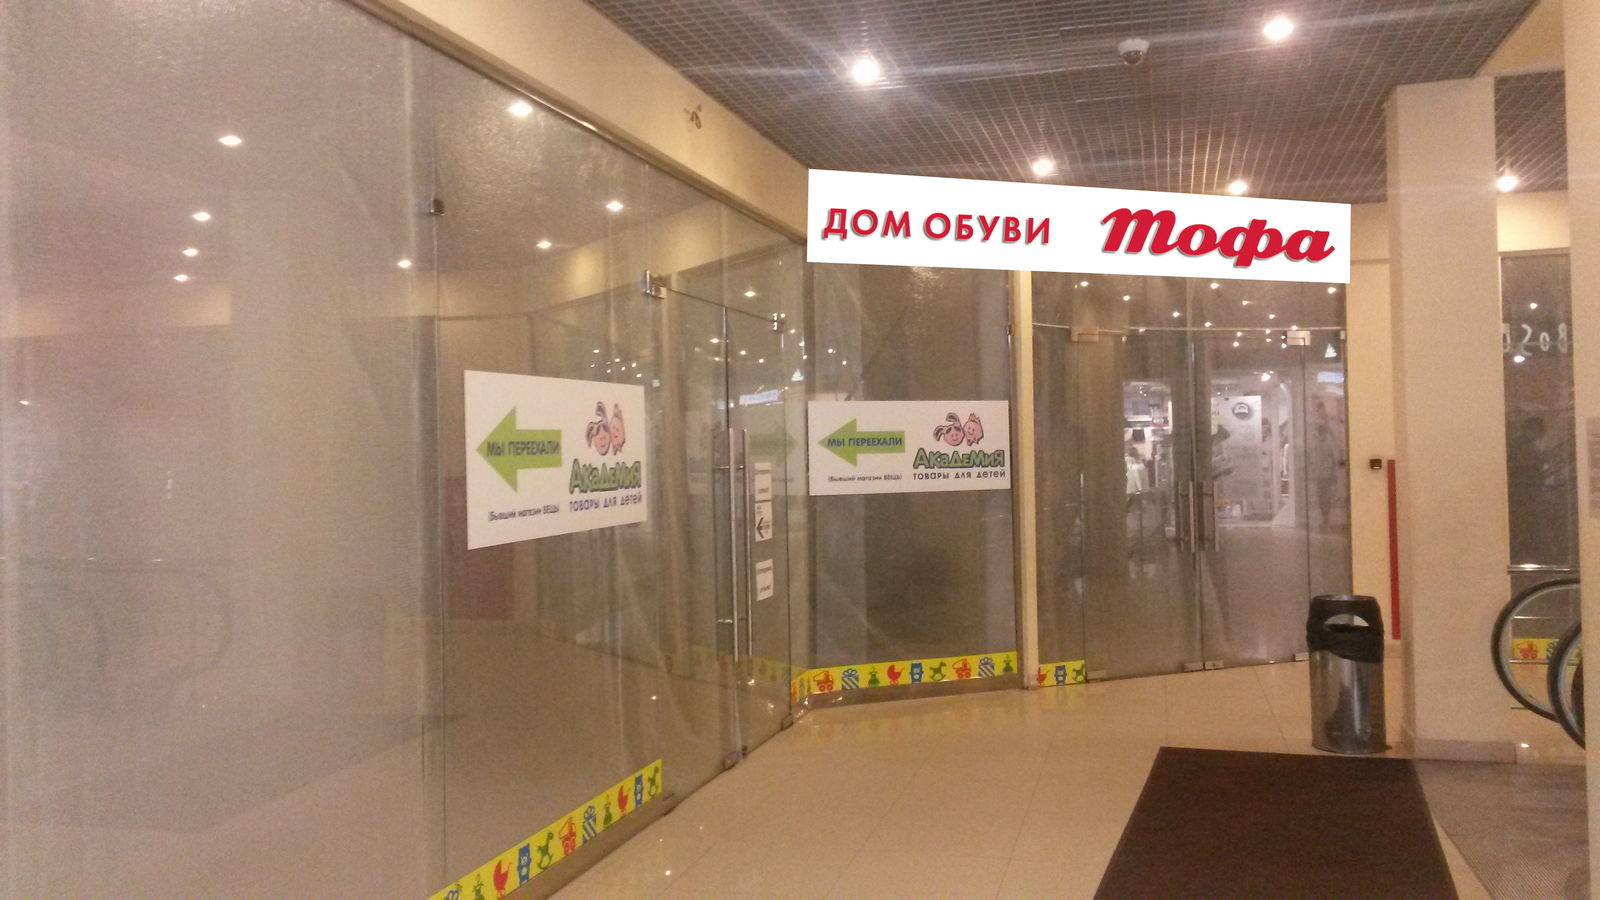 ДОМ ОБУВИ Тофа
МЫ ПЕРЕЕХАЛИ
АКаДеМиЯ
товары для детей
(Бывший магазин ВЕЩЬ)
МЫ ПЕРЕЕХАЛИ
АКаДеМиЯ
товары для детей
(Бывший магазин ВЕЩЬ)